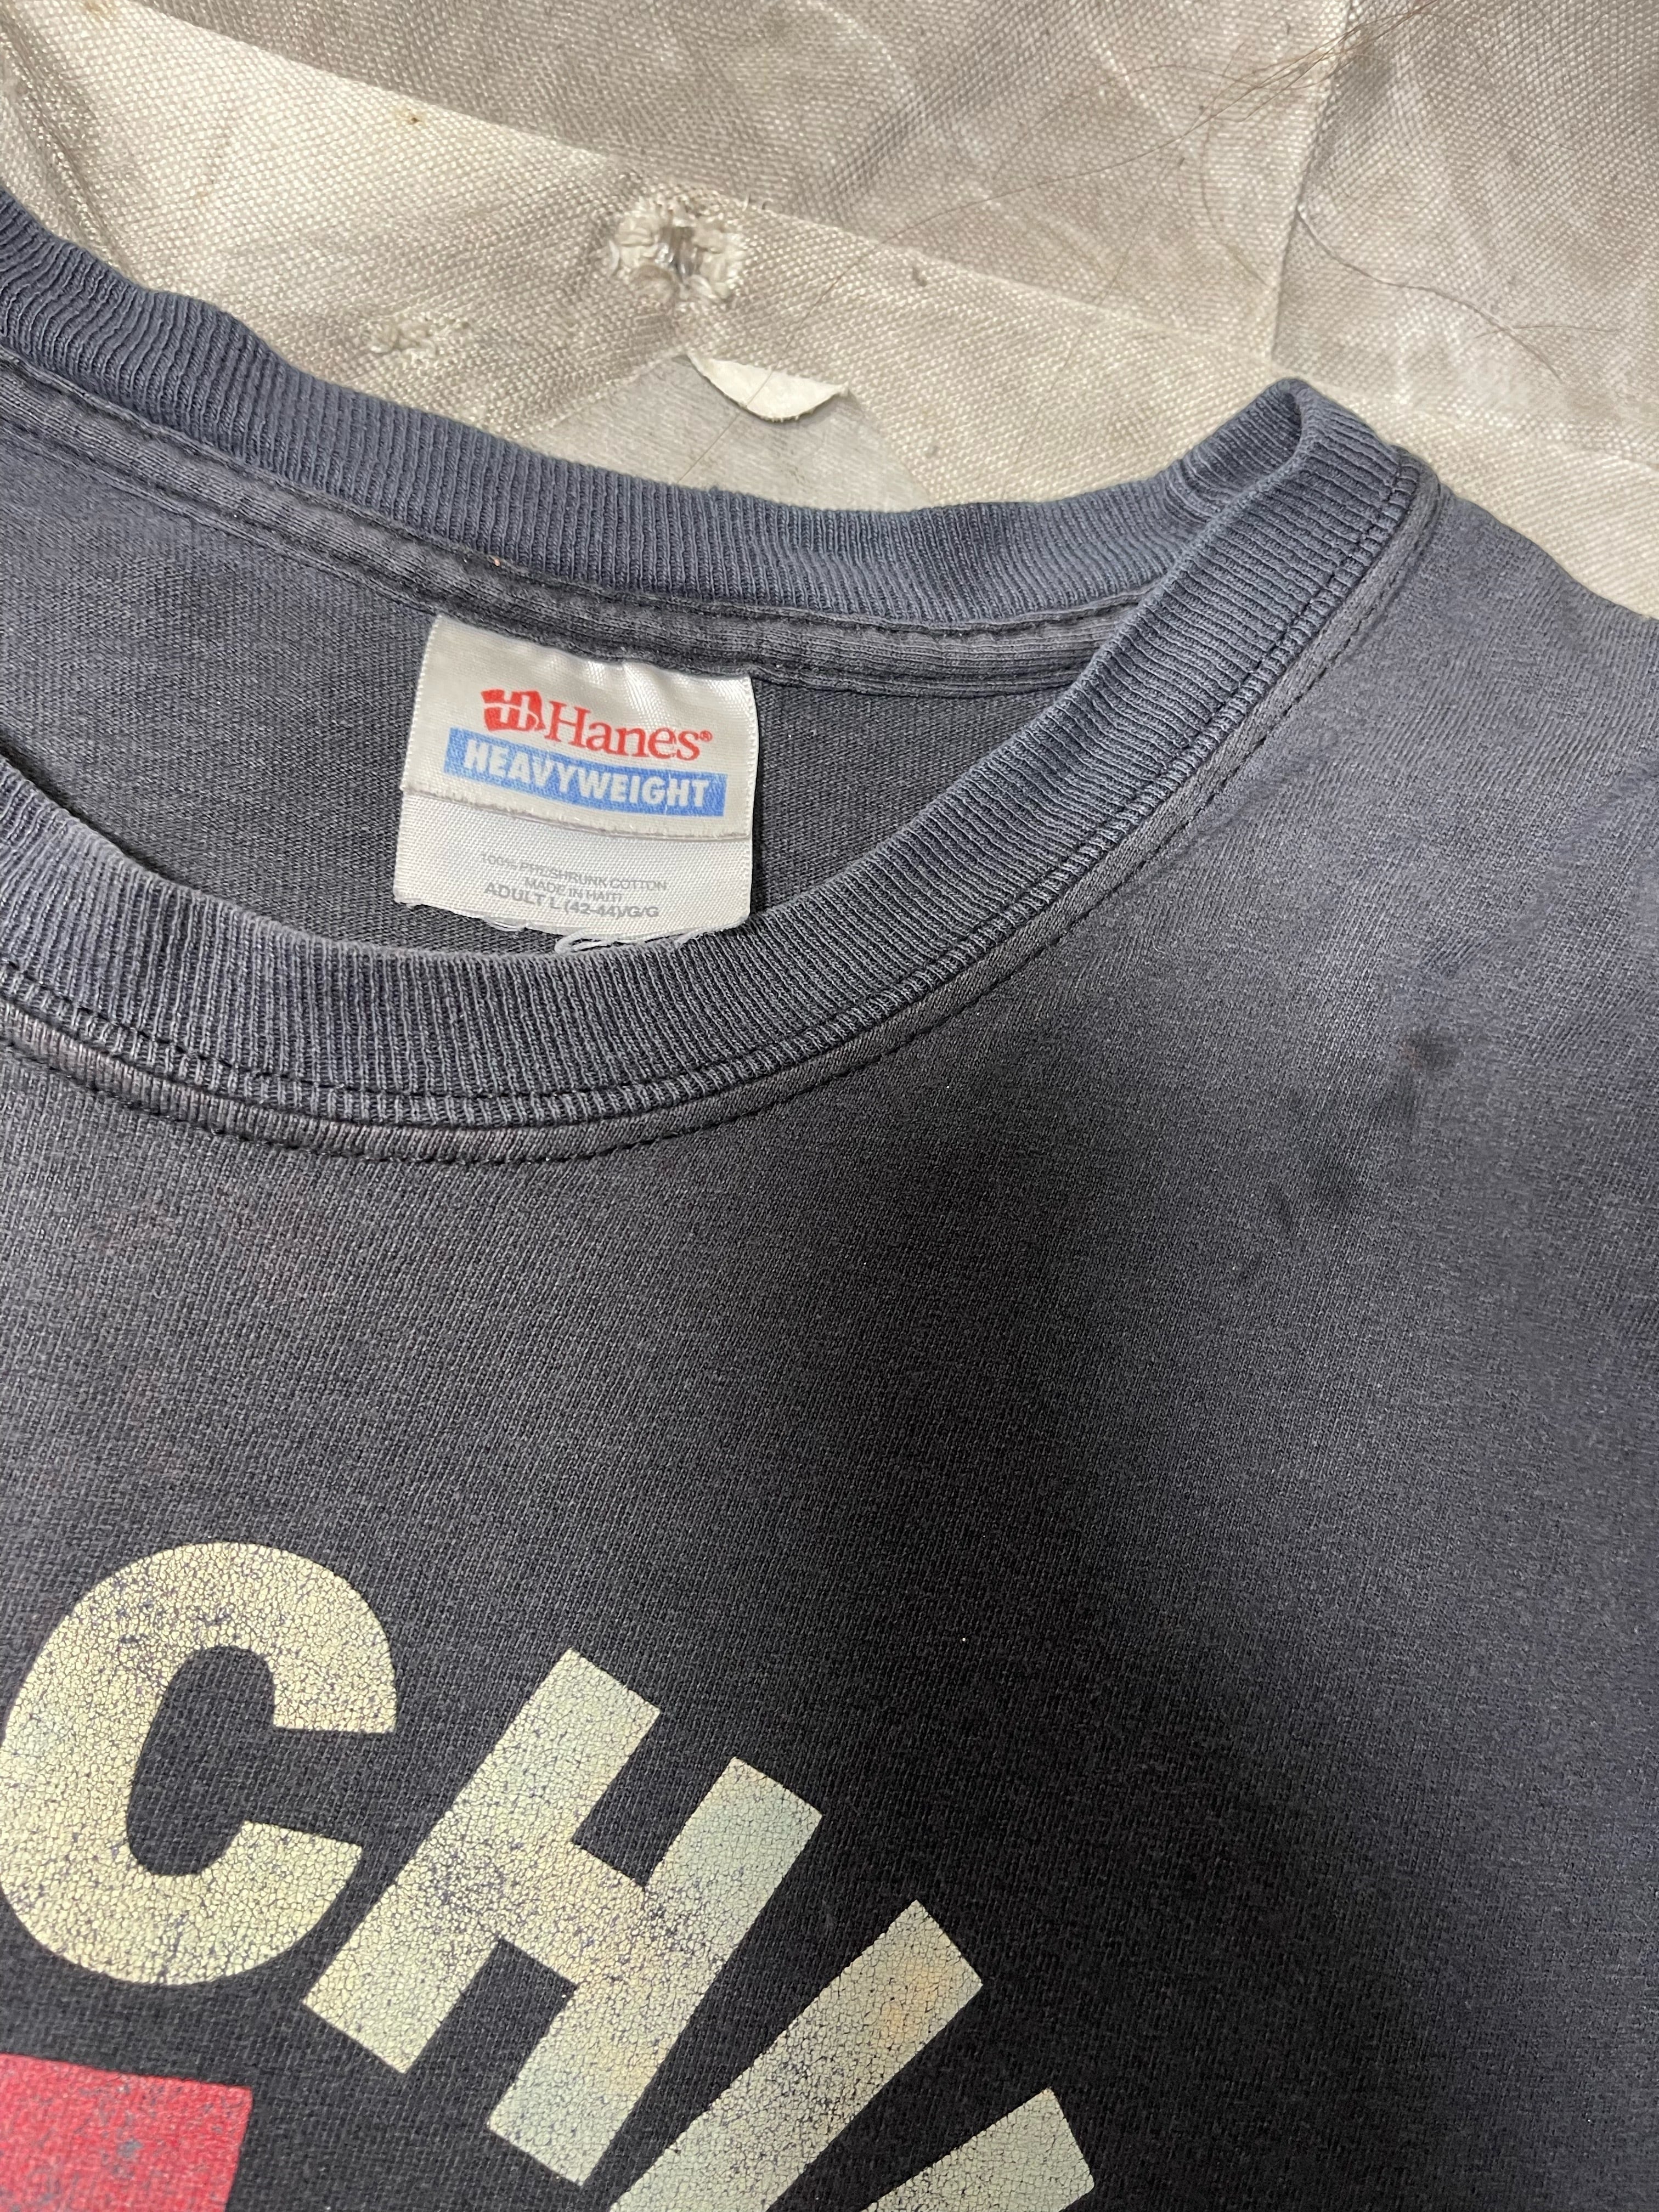 Hanes®
HEAVYWEIGHT
100% PRESHRUNK COTTON
MADE IN HAITI
ADULT L (42-44)/G/G
CHI